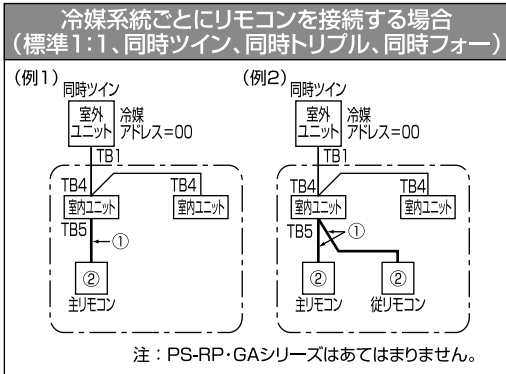 冷媒系統ごとにリモコンを接続する場合
(標準1:1、同時ツイン、同時トリプル、同時フォー)
(例1)
同時ツイン
室外
ユニット
冷媒
アドレス=00
TB1
TB4
TB4
室内ユニット
室内ユニット
TB5
①
②
主リモコン
(例2)
同時ツイン
室外
ユニット
冷媒
アドレス=00
TB1
TB4
TB4
室内ユニット
室内ユニット
TB5
①
②
②
主リモコン
従リモコン
注:PS-RP・GAシリーズはあてはまりません。